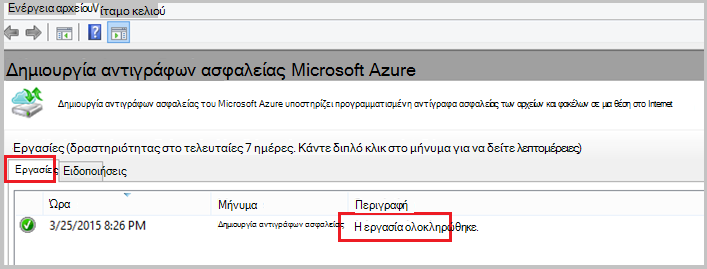 Ενέργεια αρχείουVίταμο κελιού
Δημιουργία αντιγράφων ασφαλείας Microsoft Azure
Δημιουργία αντιγράφων ασφαλείας του Microsoft Azure υποστηρίζει προγραμματισμένη αντίγραφα ασφαλείας των αρχείων και φακέλων σε μια θέση στο Internet
Εργασίες (δραστηριότητας στο τελευταίες 7 ημέρες. Κάντε διπλό κλικ στο μήνυμα για να δείτε λεπτομέρειες)
Εργασίες Ειδοποιήσεις
Ώρα Μήνυμα Περιγραφή
3/25/2015 8:26 PM Δημιουργία αντιγράφων ασφαλείας Η εργασία ολοκληρώθηκε.